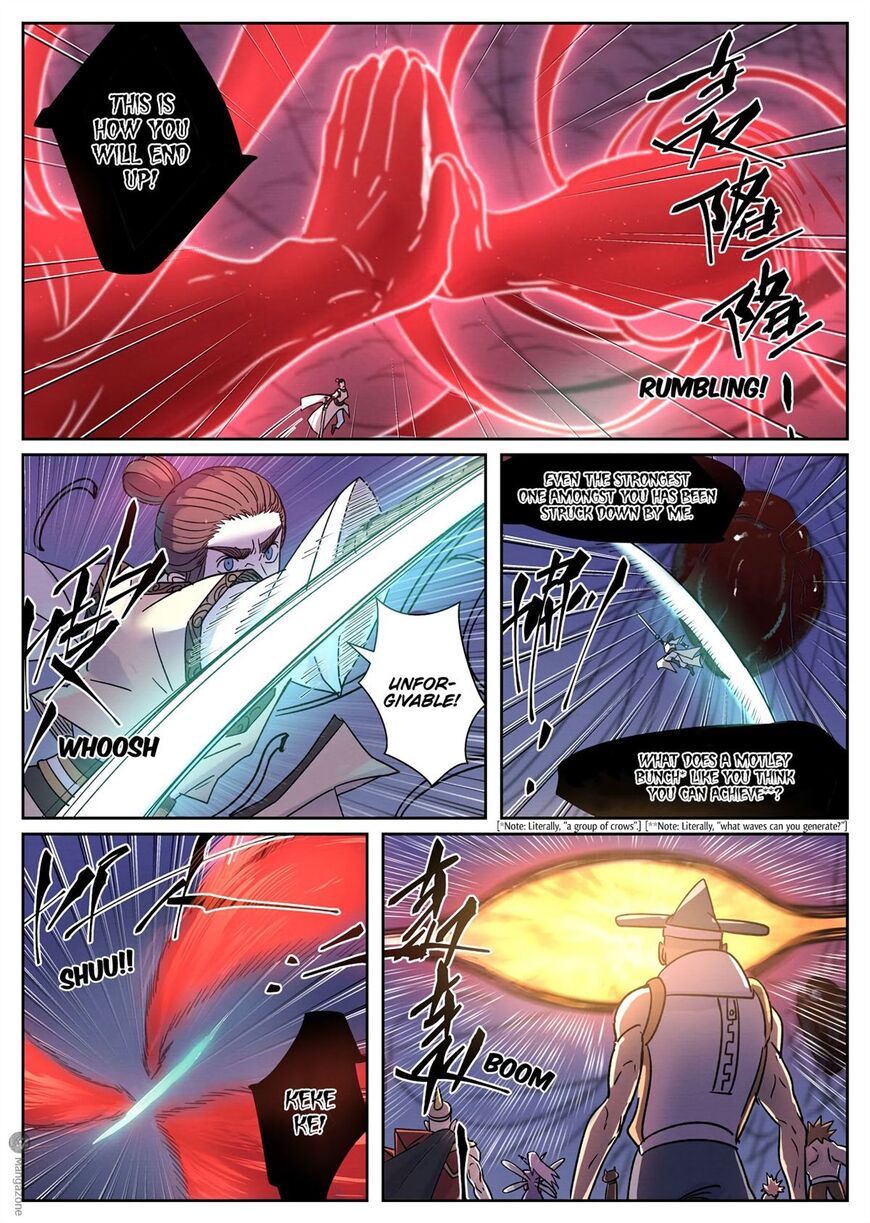 THIS IS
HOW YOU
WILL END
UP!
轰
隆
隆
RUMBLING!
UNFOR-
GIVABLE!
WHOOSH
EVEN THE STRONGEST
ONE AMONGST YOU HAS BEEN
STRUCK DOWN BY ME.
WHAT DOES A MOTLEY
BUNCH* LIKE YOU THINK
YOU CAN ACHIEVE**?
[*Note: Literally, "a group of crows".] [**Note: Literally, "what waves can you generate?"]
SHUU!!
KEKE
KE!
轰
轰
BOOM
Mangazone